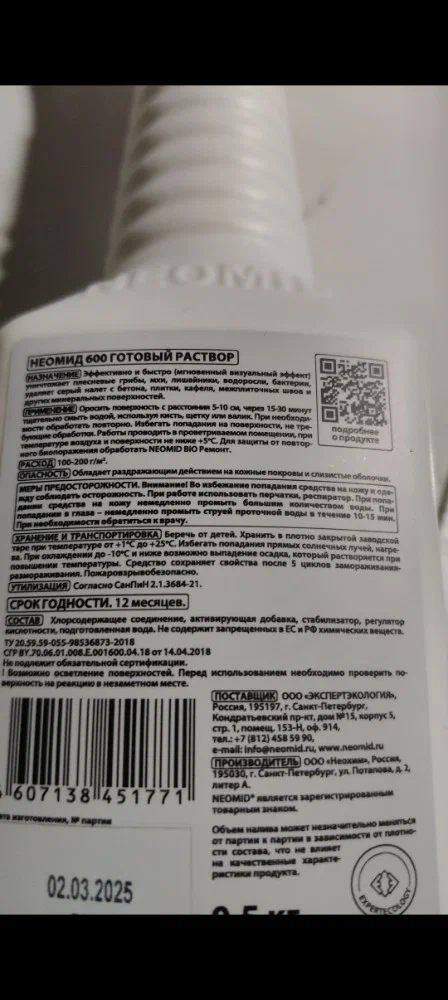 НЕОМИД 600 ГОТОВЫЙ РАСТВОР
НАЗНАЧЕНИЕ Эффективно и быстро (мгновенный визуальный эффект)
уничтожает плесневые грибы, мхи, лишайники, водоросли, бактерии,
удаляет серый налет с бетона, плитки, кафеля, межплиточных швов и
других минеральных поверхностей.
ПРИМЕНЕНИЕ Оросить поверхность с расстояния 5-10 см, через 15-30 минут
тщательно смыть водой, используя кисть, щетку или валик. При необходи-
мости обработать повторно. Избегать попадания на поверхности, не тре-
бующие обработки. Работы проводить в проветриваемом помещении, при
температуре воздуха и поверхности не ниже +5°С. Для защиты от повтор-
ного биопоражения обработать NEOMID BIO Ремонт.
РАСХОД 100-200 г/м².
ОПАСНОСТЬ Обладает раздражающим действием на кожные покровы и слизистые оболочки.
подробнее
о продукте
МЕРЫ ПРЕДОСТОРОЖНОСТИ. Внимание! Во избежание попадания средства на кожу и оде-
жду соблюдать осторожность. При работе использовать перчатки, респиратор. При попа-
дании средства на кожу немедленно промыть большим количеством воды. При
попадании в глаза – немедленно промыть струей проточной воды в течение 10-15 мин.
При необходимости обратиться к врачу.
ХРАНЕНИЕ И ТРАНСПОРТИРОВКА Беречь от детей. Хранить в плотно закрытой заводской
таре при температуре от +1°С до +25°С. Избегать попадания прямых солнечных лучей, нагре-
ва. При охлаждении до -10°С и ниже возможно выпадение осадка, который растворяется при
повышении температуры. Средство сохраняет свойства после 5 циклов замораживания-
размораживания. Пожаровзрывобезопасно.
УТИЛИЗАЦИЯ Согласно СанПиН 2.1.3684-21.
СРОК ГОДНОСТИ. 12 месяцев.
СОСТАВ Хлорсодержащее соединение, активирующая добавка, стабилизатор, регулятор
кислотности, подготовленная вода. Не содержит запрещенных в ЕС и РФ химических веществ.
ТУ 20.59.59-055-98536873-2018
СГР BY.70.06.01.008.Е.001600.04.18 от 14.04.2018
Не подлежит обязательной сертификации.
! Возможно осветление поверхностей. Перед использованием необходимо проверить по-
верхность на реакцию в незаметном месте.
ПОСТАВЩИК ООО «ЭКСПЕРТЭКОЛОГИЯ»,
Россия, 195197, г. Санкт-Петербург,
Кондратьевский пр-кт, дом №15, корпус 5,
стр. 1, помещ. 153-Н, оф. 914,
тел.: +7 (812) 458 59 90,
e-mail: info@neomid.ru, www.neomid.ru
ПРОИЗВОДИТЕЛЬ ООО «Неохим», Россия,
195030, г. Санкт-Петербург, ул. Потапова, д. 2,
литер А.
NEOMID® является зарегистрированным
товарным знаком.
Объем налива может незначительно меняться
от партии к партии в зависимости от плотно-
сти состава, что не влияет
на качественные характе-
ристики продукта.
607138 451771
изготовления, № партии
02.03.2025
0,5 кг
EXPERTECOLOGY